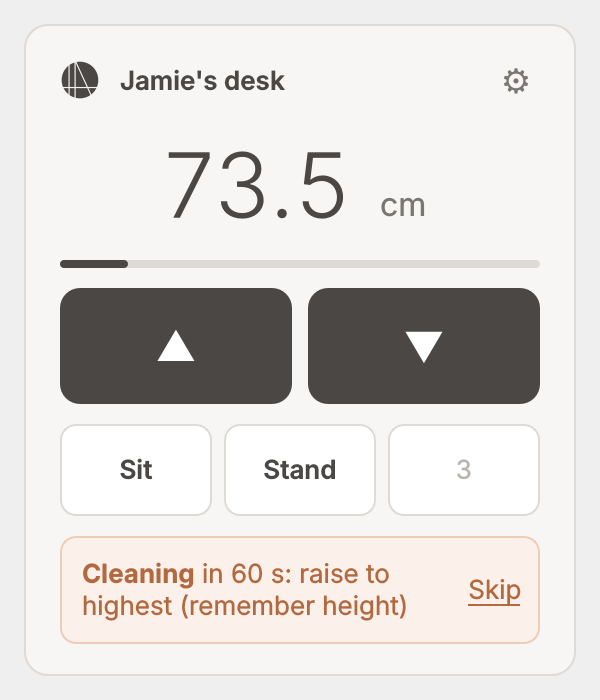 Jamie's desk
73.5 cm
Sit
Stand
3
Cleaning in 60 s: raise to
highest (remember height)
Skip